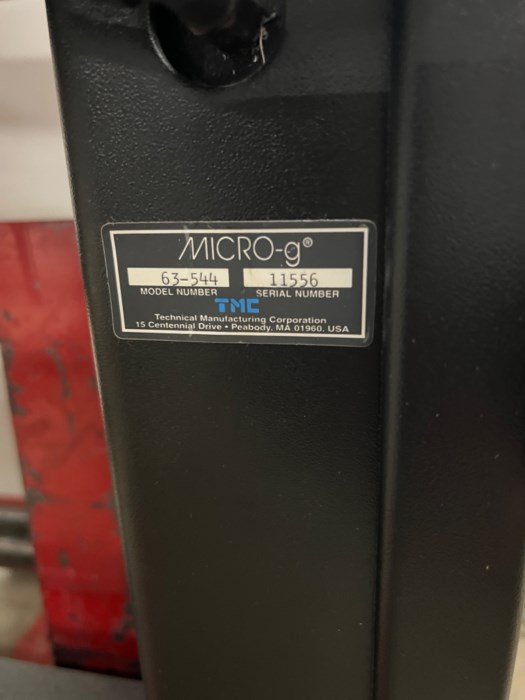 MICRO-g®
63-544 11556
MODEL NUMBER SERIAL NUMBER
TMC
Technical Manufacturing Corporation
15 Centennial Drive • Peabody, MA 01960, USA